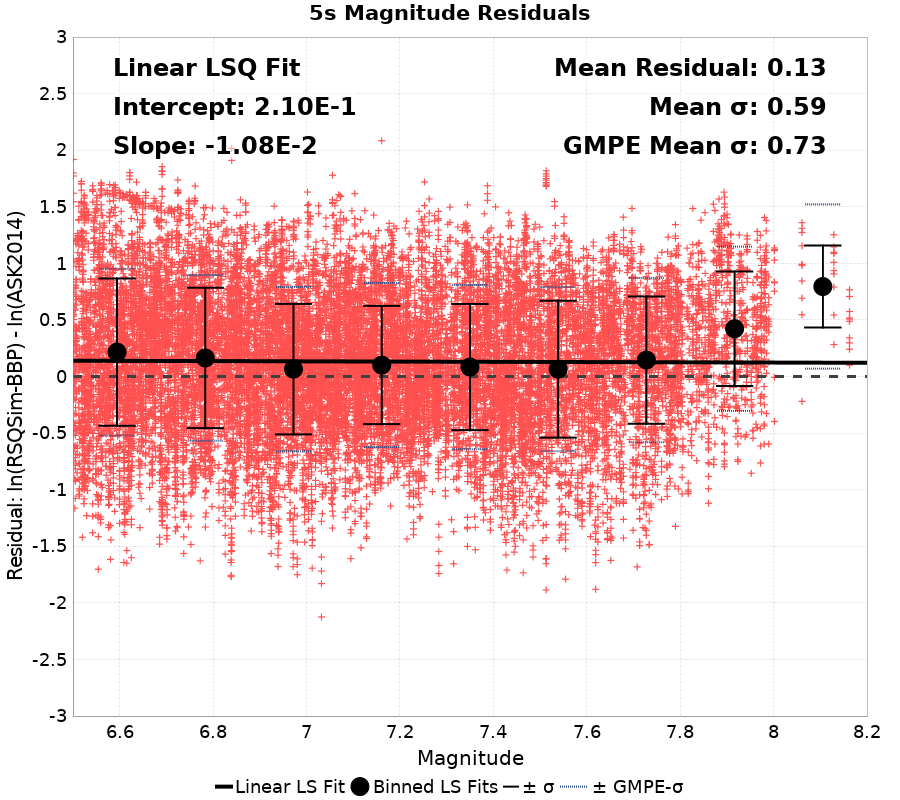 5s Magnitude Residuals
Linear LSQ Fit
Mean Residual: 0.13
Intercept: 2.10E-1
Mean σ: 0.59
Slope: -1.08E-2
GMPE Mean σ: 0.73
Residual: ln(RSQSim-BBP) - ln(ASK2014)
3
2.5
2
1.5
1
0.5
0
-0.5
-1
-1.5
-2
-2.5
-3
6.6 6.8 7 7.2 7.4 7.6 7.8 8 8.2
Magnitude
Linear LS Fit Binned LS Fits ± σ ± GMPE-σ